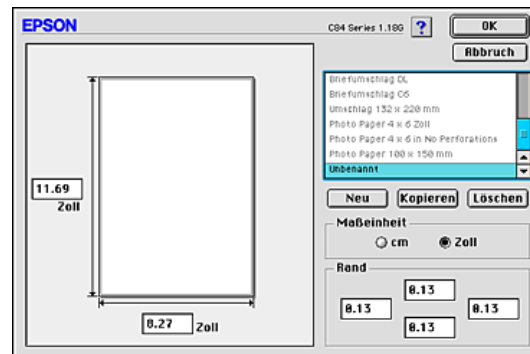 EPSON
C84 Series 1.18G ? OK
Abbruch
Briefumschlag DL
Briefumschlag C6
Umschlag 132 x 220 mm
Photo Paper 4 x 6 Zoll
Photo Paper 4 x 6 in No Perforations
Photo Paper 100 x 150 mm
Unbenannt
11.69
Zoll
Neu Kopieren Löschen
Maßeinheit
cm Zoll
Rand
0.13
0.13 0.13
0.13
8.27 Zoll